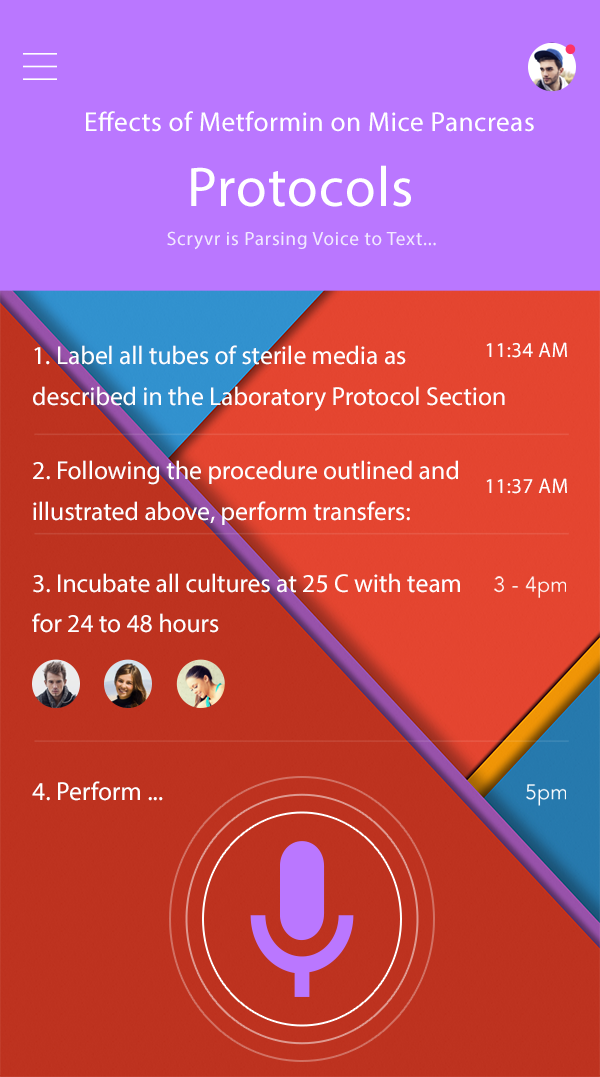 Effects of Metformin on Mice Pancreas
Protocols
Scryvr is Parsing Voice to Text...
1. Label all tubes of sterile media as
11:34 AM
described in the Laboratory Protocol Section
2. Following the procedure outlined and
11:37 AM
illustrated above, perform transfers:
3. Incubate all cultures at 25 C with team
3 - 4pm
for 24 to 48 hours
4. Perform ...
5pm